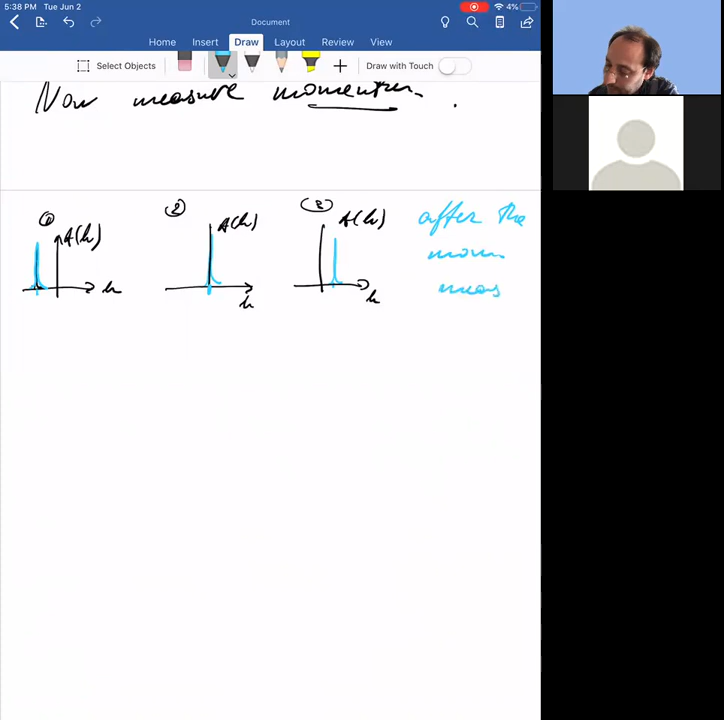 5:38 PM Tue Jun 2
4%
Document
Home Insert Draw Layout Review View
Select Objects
Draw with Touch
Now measure momentum.
① ② ③
A(k) A(k) A(k)
after the
mom.
meas
k k k